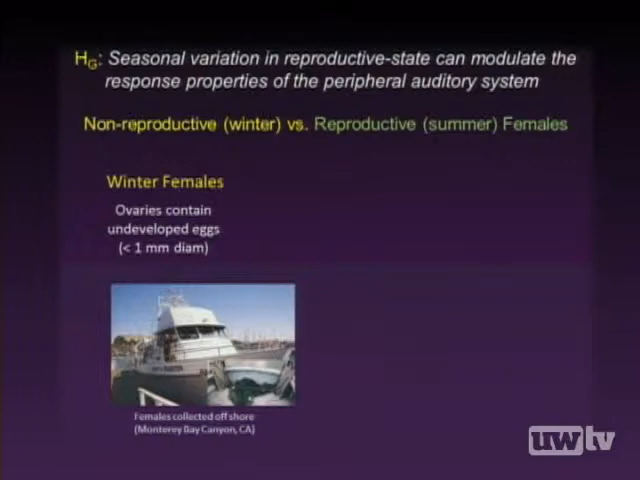 H_G: Seasonal variation in reproductive-state can modulate the
response properties of the peripheral auditory system
Non-reproductive (winter) vs. Reproductive (summer) Females
Winter Females
Ovaries contain
undeveloped eggs
(< 1 mm diam)
Females collected off shore
(Monterey Bay Canyon, CA)
uwtv